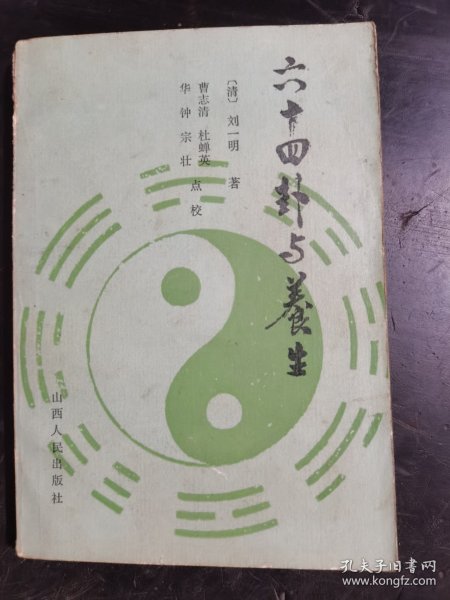 六十四卦与养生
〔清〕刘一明 著
曹志清 杜蝉英
华钟 宗壮 点校
山西人民出版社
孔夫子旧书网
www.kongfz.com